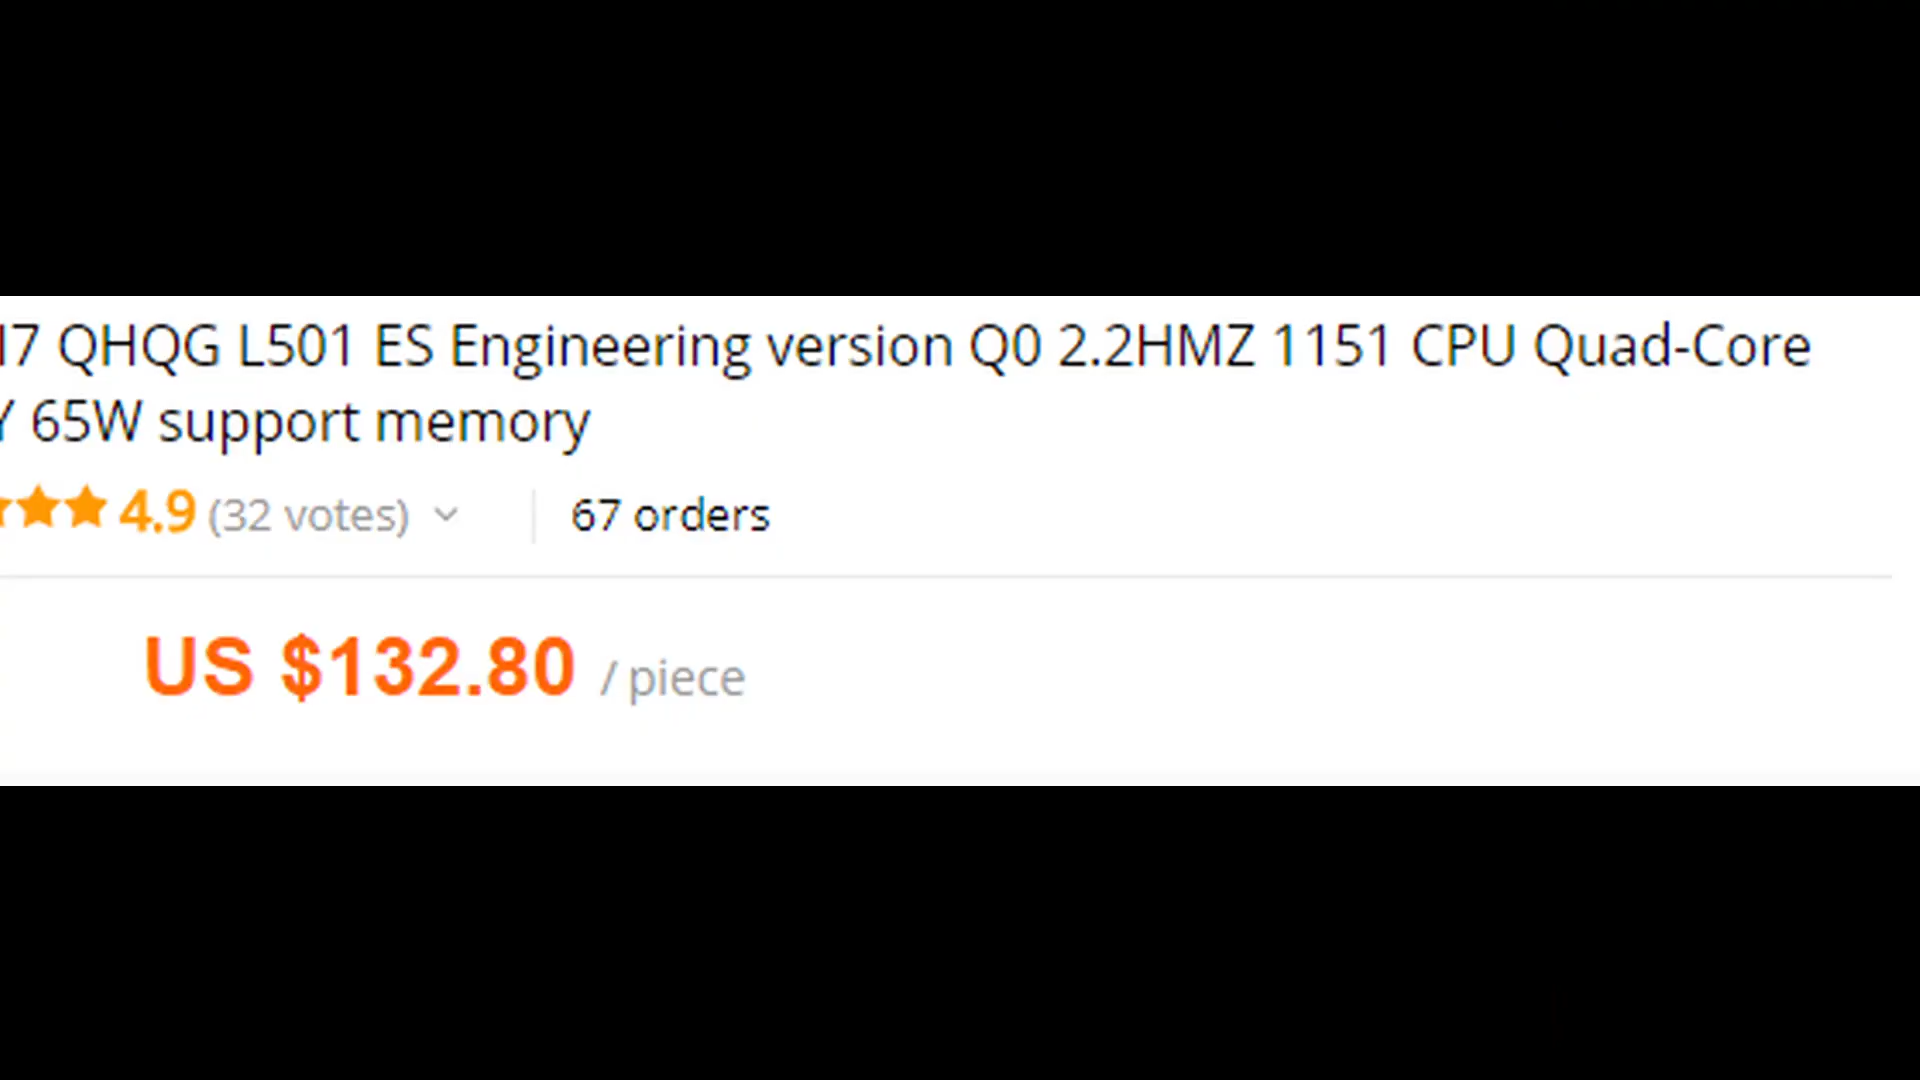 I7 QHQG L501 ES Engineering version Q0 2.2HMZ 1151 CPU Quad-Core
Y 65W support memory
4.9 (32 votes) 67 orders
US $132.80 / piece